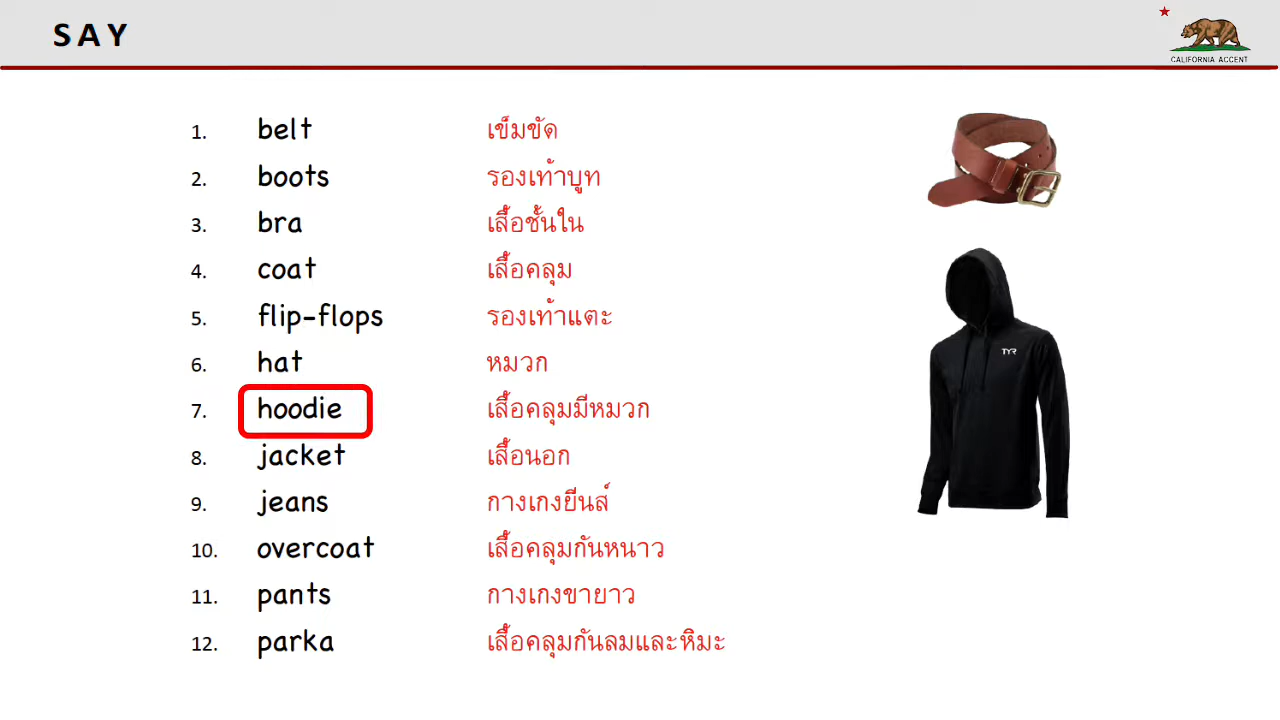 SAY
CALIFORNIA ACCENT
1. belt เข็มขัด
2. boots รองเท้าบูท
3. bra เสื้อชั้นใน
4. coat เสื้อคลุม
5. flip-flops รองเท้าแตะ
6. hat หมวก
7. hoodie เสื้อคลุมมีหมวก
8. jacket เสื้อนอก
9. jeans กางเกงยีนส์
10. overcoat เสื้อคลุมกันหนาว
11. pants กางเกงขายาว
12. parka เสื้อคลุมกันลมและหิมะ
TYR